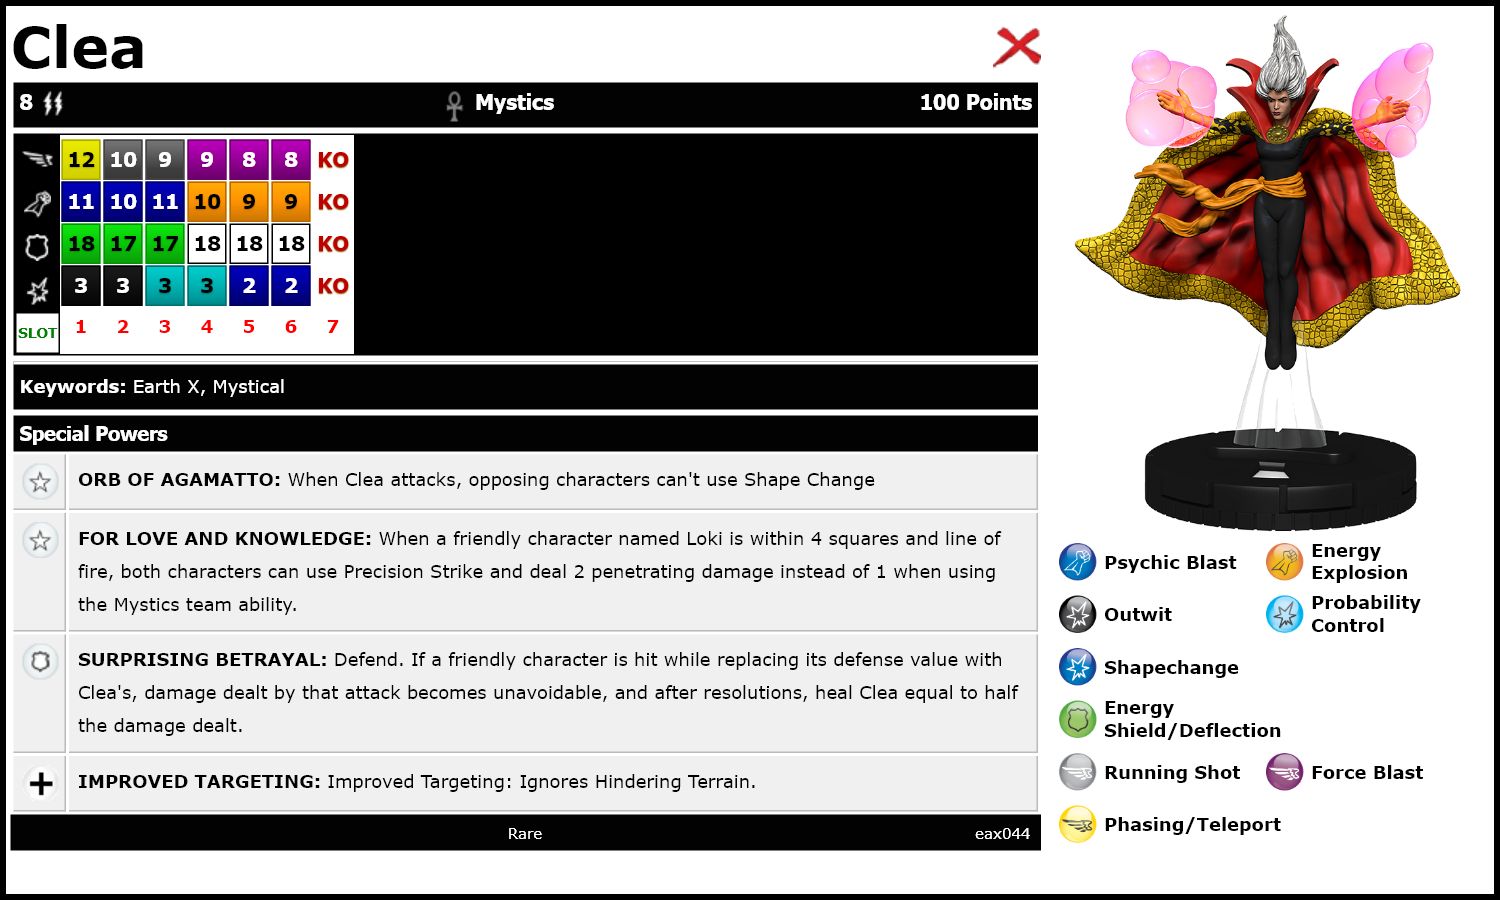 Clea
8 Mystics 100 Points
12 10 9 9 8 8 KO
11 10 11 10 9 9 KO
18 17 17 18 18 18 KO
3 3 3 3 2 2 KO
SLOT 1 2 3 4 5 6 7
Keywords: Earth X, Mystical
Special Powers
ORB OF AGAMATTO: When Clea attacks, opposing characters can't use Shape Change
FOR LOVE AND KNOWLEDGE: When a friendly character named Loki is within 4 squares and line of
fire, both characters can use Precision Strike and deal 2 penetrating damage instead of 1 when using
the Mystics team ability.
SURPRISING BETRAYAL: Defend. If a friendly character is hit while replacing its defense value with
Clea's, damage dealt by that attack becomes unavoidable, and after resolutions, heal Clea equal to half
the damage dealt.
IMPROVED TARGETING: Improved Targeting: Ignores Hindering Terrain.
Rare eax044
Psychic Blast
Energy
Explosion
Outwit
Probability
Control
Shapechange
Energy
Shield/Deflection
Running Shot
Force Blast
Phasing/Teleport